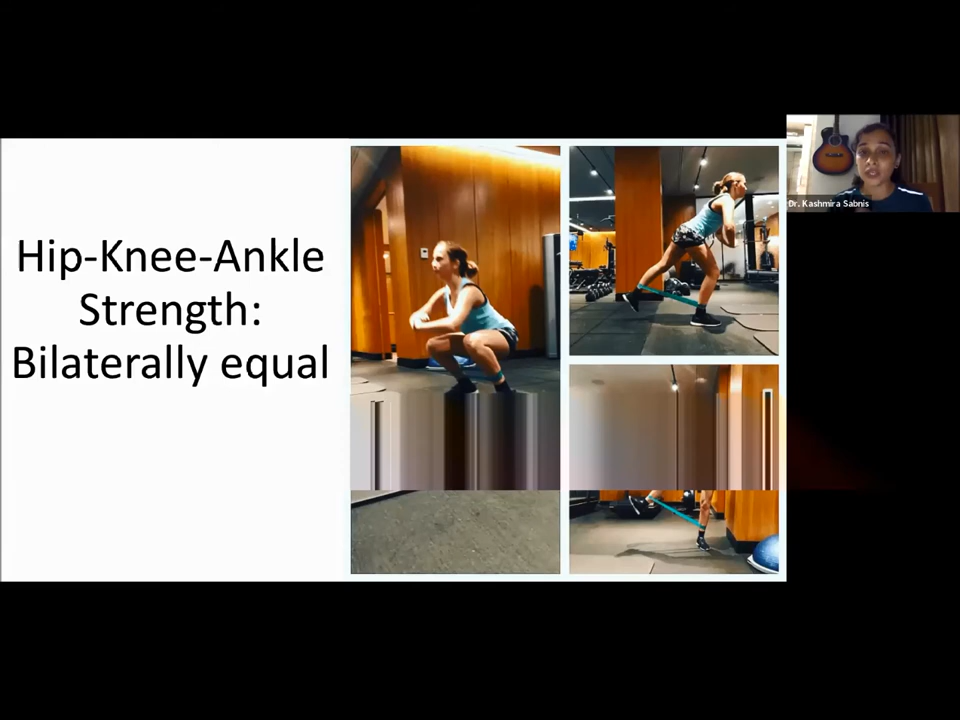 Hip-Knee-Ankle
Strength:
Bilaterally equal
Dr. Kashmira Sabnis